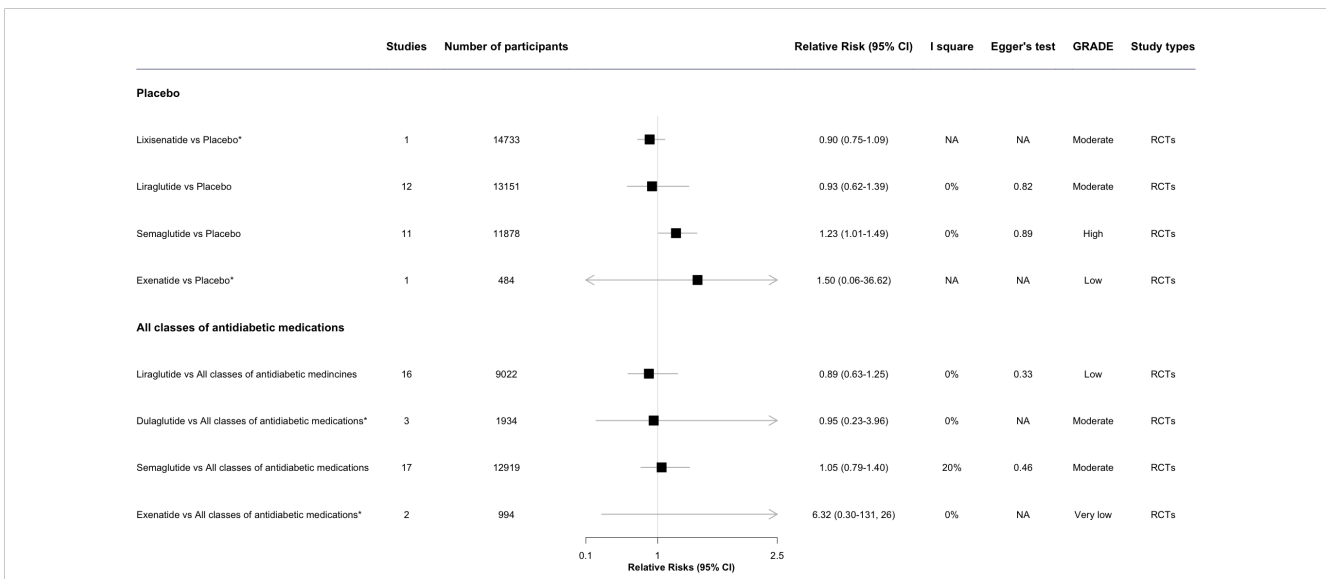 Studies Number of participants Relative Risk (95% CI) I square Egger's test GRADE Study types
Placebo
Lixisenatide vs Placebo* 1 14733 0.90 (0.75-1.09) NA NA Moderate RCTs
Liraglutide vs Placebo 12 13151 0.93 (0.62-1.39) 0% 0.82 Moderate RCTs
Semaglutide vs Placebo 11 11878 1.23 (1.01-1.49) 0% 0.89 High RCTs
Exenatide vs Placebo* 1 484 1.50 (0.06-36.62) NA NA Low RCTs
All classes of antidiabetic medications
Liraglutide vs All classes of antidiabetic medincines 16 9022 0.89 (0.63-1.25) 0% 0.33 Low RCTs
Dulaglutide vs All classes of antidiabetic medications* 3 1934 0.95 (0.23-3.96) 0% NA Moderate RCTs
Semaglutide vs All classes of antidiabetic medications 17 12919 1.05 (0.79-1.40) 20% 0.46 Moderate RCTs
Exenatide vs All classes of antidiabetic medications* 2 994 6.32 (0.30-131, 26) 0% NA Very low RCTs
0.1 1 2.5
Relative Risks (95% CI)